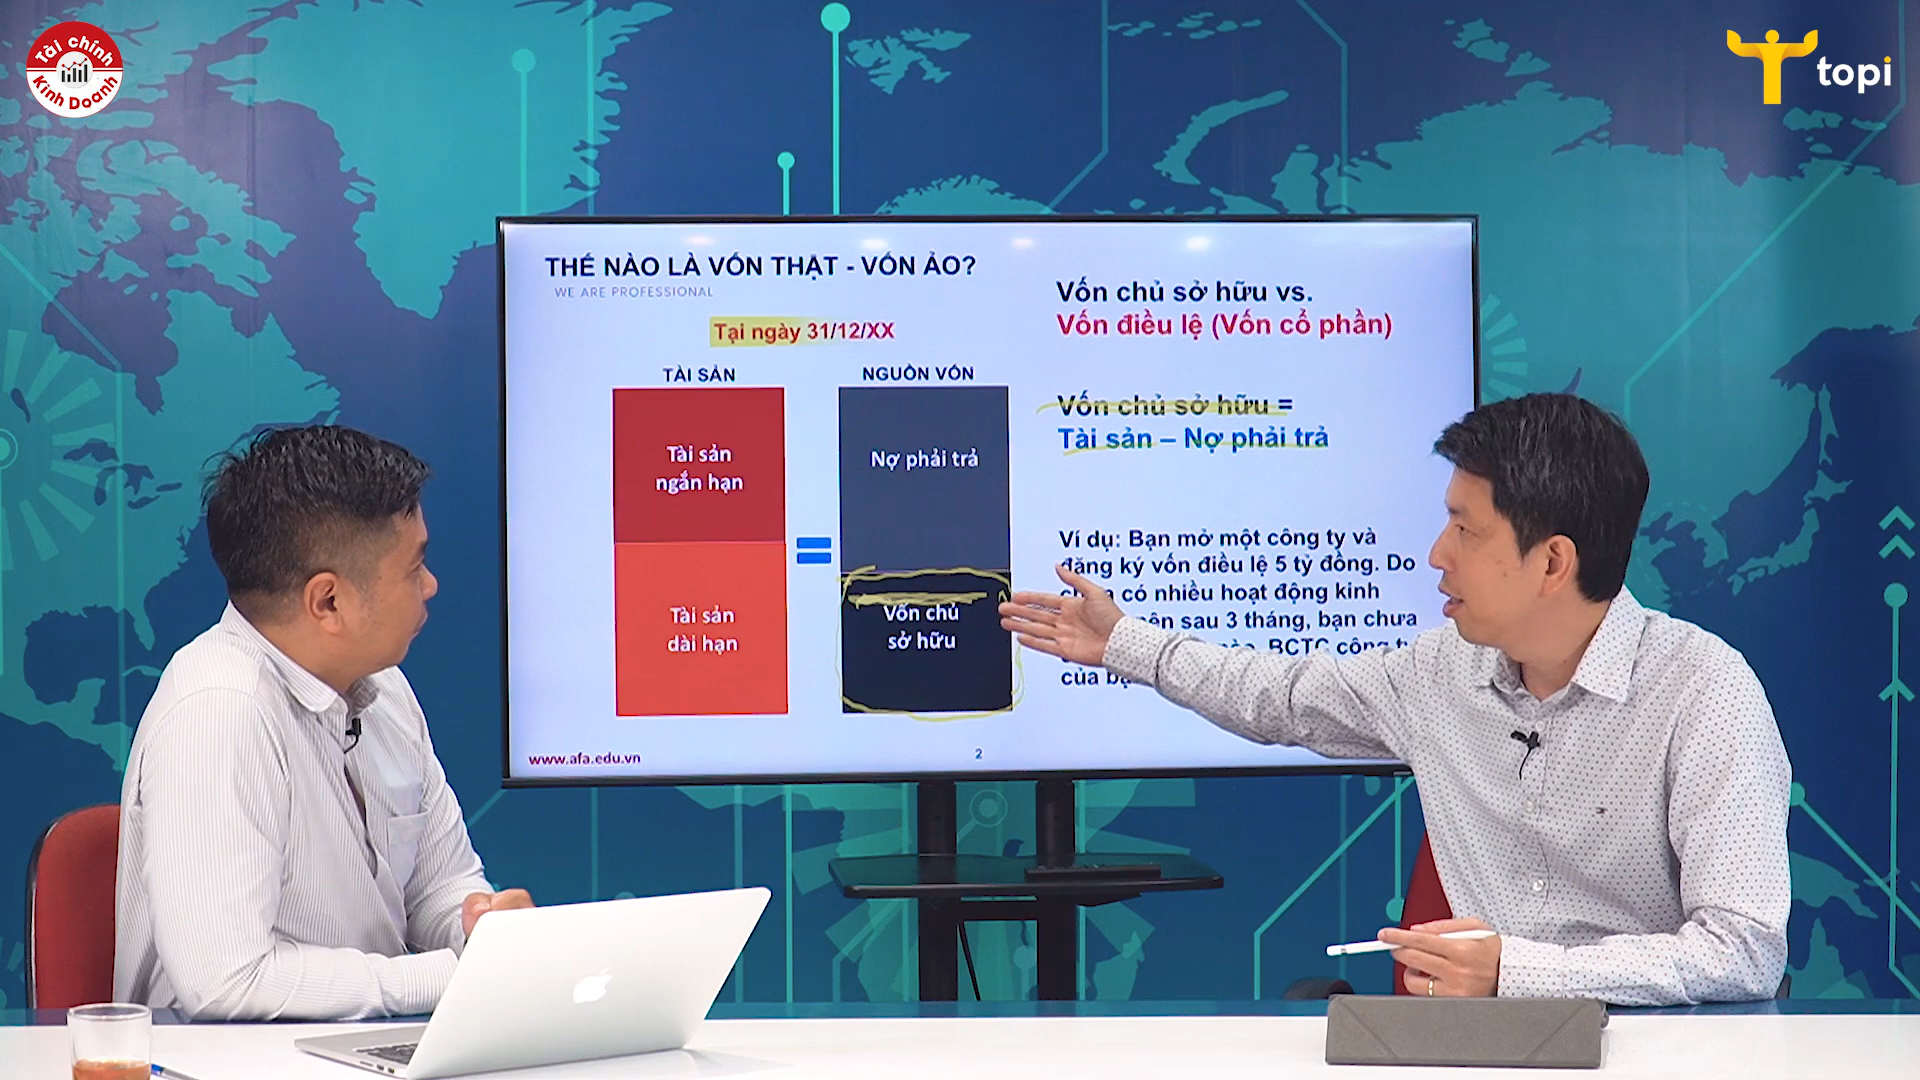 Tài chính
Kinh Doanh
topi
THẾ NÀO LÀ VỐN THẬT - VỐN ẢO?
WE ARE PROFESSIONAL
Tại ngày 31/12/XX
TÀI SẢN
NGUỒN VỐN
Tài sản
ngắn hạn
Tài sản
dài hạn
Nợ phải trả
Vốn chủ
sở hữu
Vốn chủ sở hữu vs.
Vốn điều lệ (Vốn cổ phần)
Vốn chủ sở hữu =
Tài sản – Nợ phải trả
Ví dụ: Bạn mở một công ty và
đăng ký vốn điều lệ 5 tỷ đồng. Do
có nhiều hoạt động kinh
sau 3 tháng, bạn chưa
BCTC công
của
www.afa.edu.vn
2